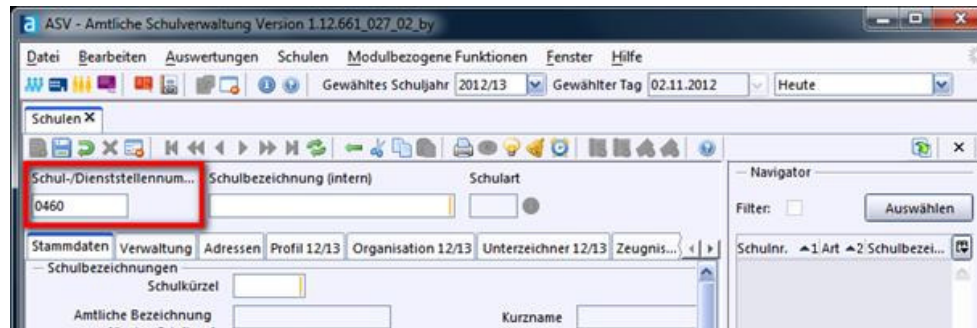 ASV - Amtliche Schulverwaltung Version 1.12.661_027_02_by
Datei Bearbeiten Auswertungen Schulen Modulbezogene Funktionen Fenster Hilfe
Gewähltes Schuljahr 2012/13 Gewählter Tag 02.11.2012 Heute
Schulen X
Schul-/Dienststellennum... Schulbezeichnung (intern) Schulart
0460
Navigator
Filter: Auswählen
Stammdaten Verwaltung Adressen Profil 12/13 Organisation 12/13 Unterzeichner 12/13 Zeugnis...
Schulnr. 1 Art 2 Schulbezei...
Schulbezeichnungen
Schulkürzel
Amtliche Bezeichnung Kurzname